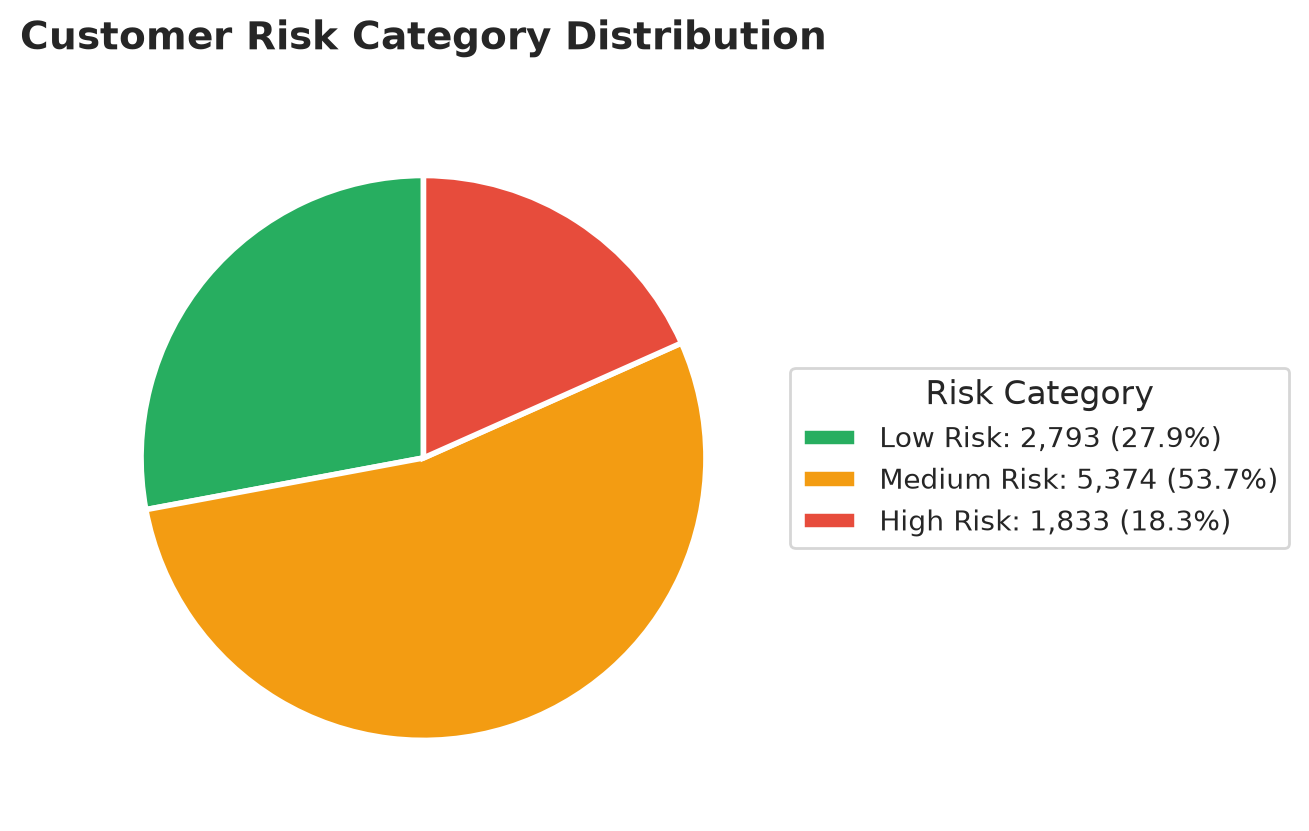 Customer Risk Category Distribution
Risk Category
Low Risk: 2,793 (27.9%)
Medium Risk: 5,374 (53.7%)
High Risk: 1,833 (18.3%)